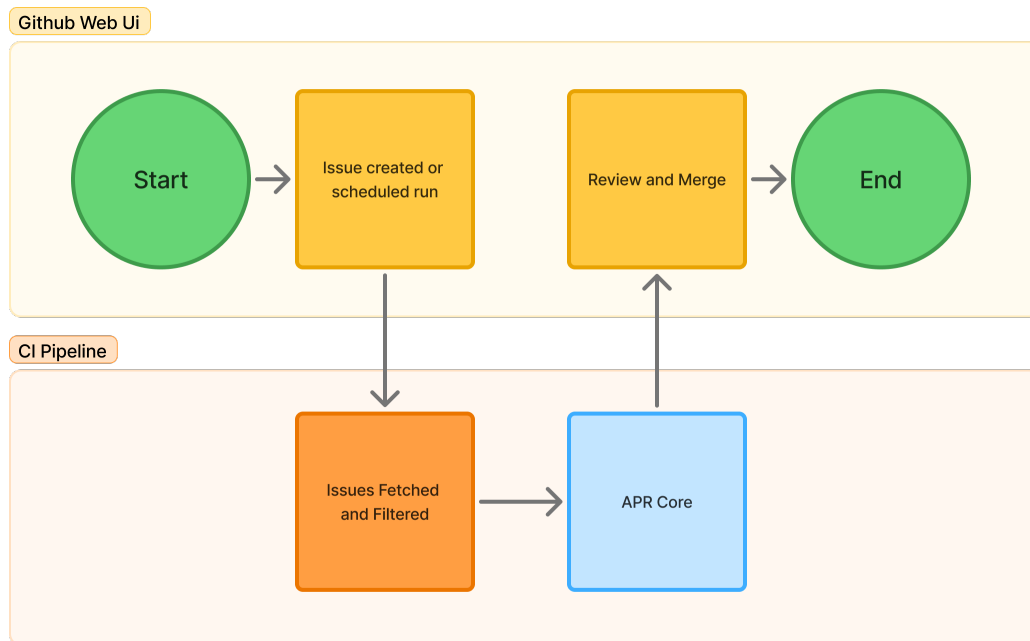 Github Web Ui
Start
Issue created or
scheduled run
Review and Merge
End
CI Pipeline
Issues Fetched
and Filtered
APR Core